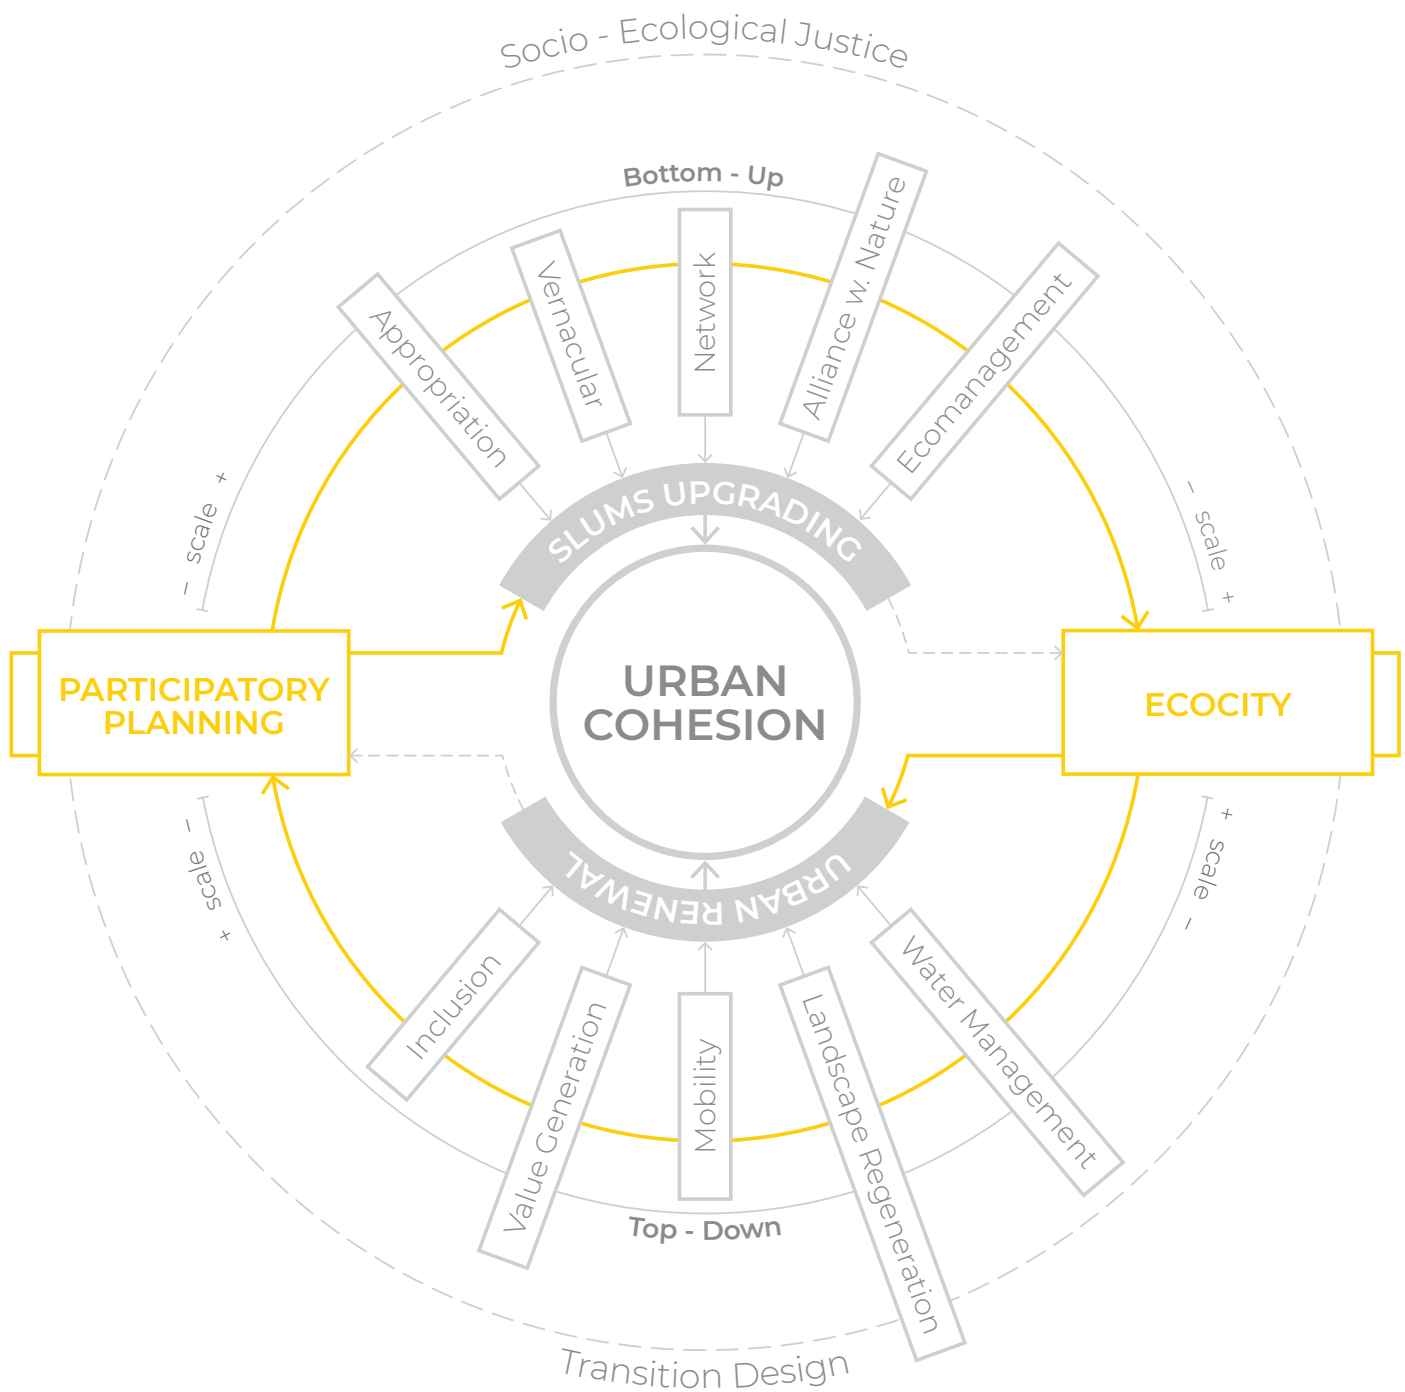 Socio - Ecological Justice
Bottom - Up
Appropriation
Vernacular
Network
Alliance w. Nature
Ecomanagement
- scale +
- scale +
SLUMS UPGRADING
PARTICIPATORY
PLANNING
URBAN
COHESION
ECOCITY
URBAN RENEWAL
- scale +
+ scale -
Inclusion
Value Generation
Mobility
Landscape Regeneration
Water Management
Top - Down
Transition Design